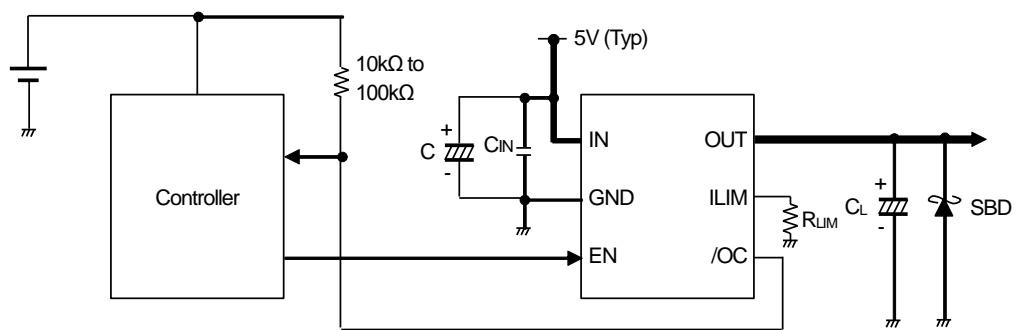 5V (Typ)
10kΩ to
100kΩ
+
C
-
CIN
IN
OUT
Controller
GND
ILIM
RLIM
+
CL
-
SBD
EN
/OC